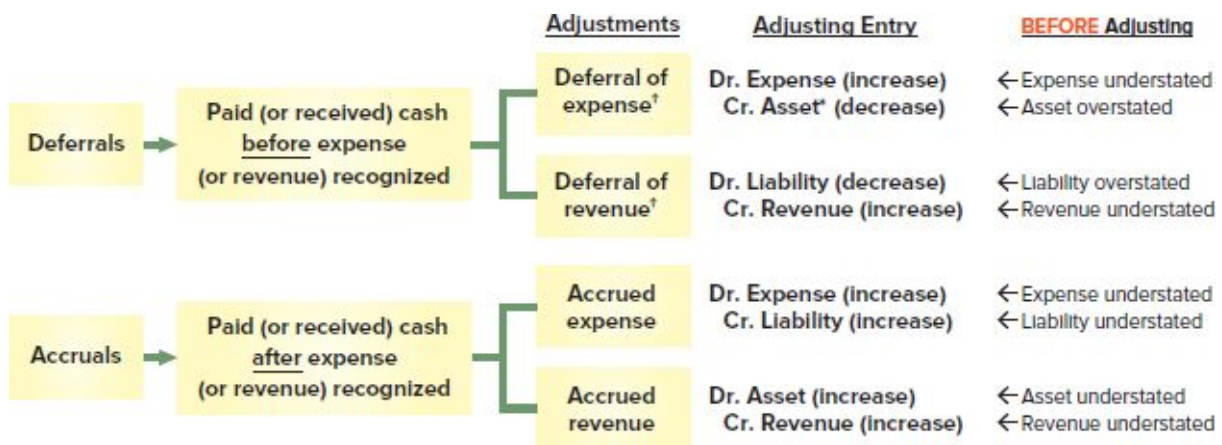 Adjustments
Adjusting Entry
BEFORE Adjusting
Deferrals
Paid (or received) cash
before expense
(or revenue) recognized
Deferral of
expense†
Dr. Expense (increase)
Cr. Asset* (decrease)
←Expense understated
←Asset overstated
Deferral of
revenue†
Dr. Liability (decrease)
Cr. Revenue (increase)
←Liability overstated
←Revenue understated
Accruals
Paid (or received) cash
after expense
(or revenue) recognized
Accrued
expense
Dr. Expense (increase)
Cr. Liability (increase)
←Expense understated
←Liability understated
Accrued
revenue
Dr. Asset (increase)
Cr. Revenue (increase)
←Asset understated
←Revenue understated